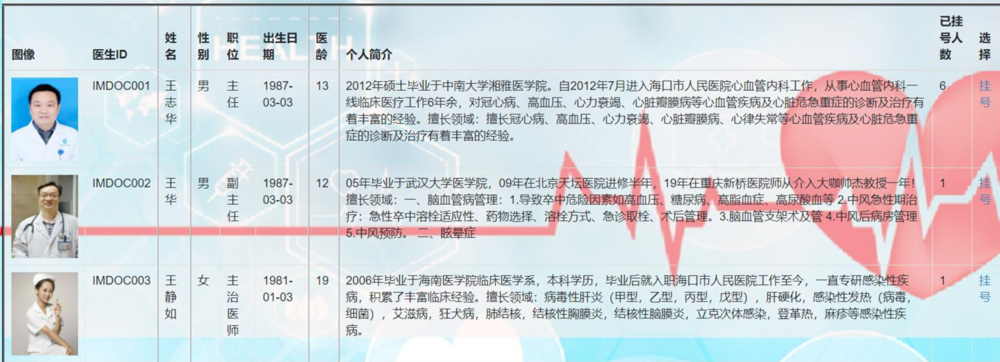 图像 医生ID 姓名 性别 职位 出生日期 医龄 个人简介 已挂号人数 选择
HEALTH
IMDOC001 王志华 男 主任 1987-03-03 13 2012年硕士毕业于中南大学湘雅医学院。自2012年7月进入海口市人民医院心血管内科工作，从事心血管内科一
线临床医疗工作6年余，对冠心病、高血压、心力衰竭、心脏瓣膜病等心血管疾病及心脏危急重症的诊断及治疗有
着丰富的经验。擅长领域：擅长冠心病、高血压、心力衰竭、心脏瓣膜病、心律失常等心血管疾病及心脏危急重
症的诊断及治疗有着丰富的经验。
6 挂号
IMDOC002 王华 男 副主任 1987-03-03 12 05年毕业于武汉大学医学院，09年在北京天坛医院进修半年，19年在重庆新桥医院师从介入大咖帅杰教授一年！
擅长领域：一、脑血管病管理：1.导致卒中危险因素如高血压、糖尿病、高脂血症、高尿酸血等 2.中风急性期治
疗：急性卒中溶栓适应性、药物选择、溶栓方式、急诊取栓、术后管理。3.脑血管支架术及管 4.中风后病房管理
5.中风预防。 二、眩晕症
1 挂号
IMDOC003 王静如 女 主治医师 1981-01-03 19 2006年毕业于海南医学院临床医学系，本科学历，毕业后就入职海口市人民医院工作至今，一直专研感染性疾
病，积累了丰富临床经验。擅长领域：病毒性肝炎（甲型，乙型，丙型，戊型），肝硬化，感染性发热（病毒，
细菌），艾滋病，狂犬病，肺结核，结核性胸膜炎，结核性脑膜炎，立克次体感染，登革热，麻疹等感染性疾
病。
1 挂号